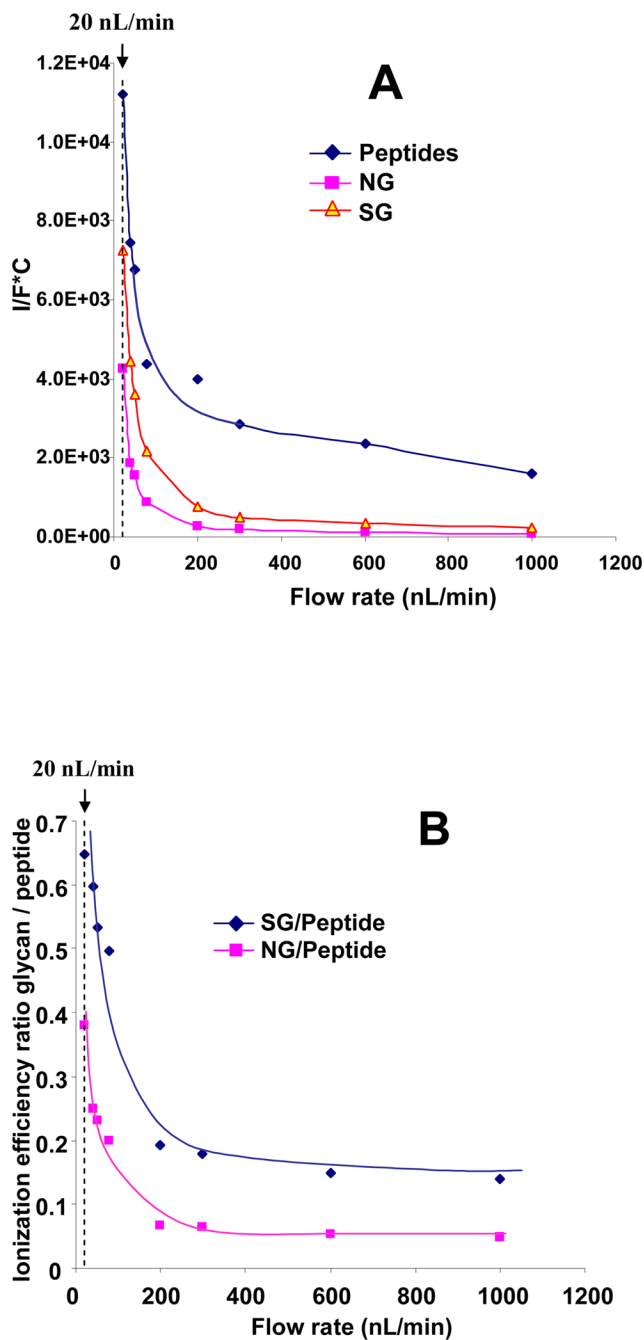 20 nL/min
A
1.2E+04
1.0E+04
8.0E+03
6.0E+03
4.0E+03
2.0E+03
0.0E+00
I/F*C
Peptides
NG
SG
0 200 400 600 800 1000 1200
Flow rate (nL/min)
20 nL/min
B
0.7
0.6
0.5
0.4
0.3
0.2
0.1
0
Ionization efficiency ratio glycan / peptide
SG/Peptide
NG/Peptide
0 200 400 600 800 1000 1200
Flow rate (nL/min)